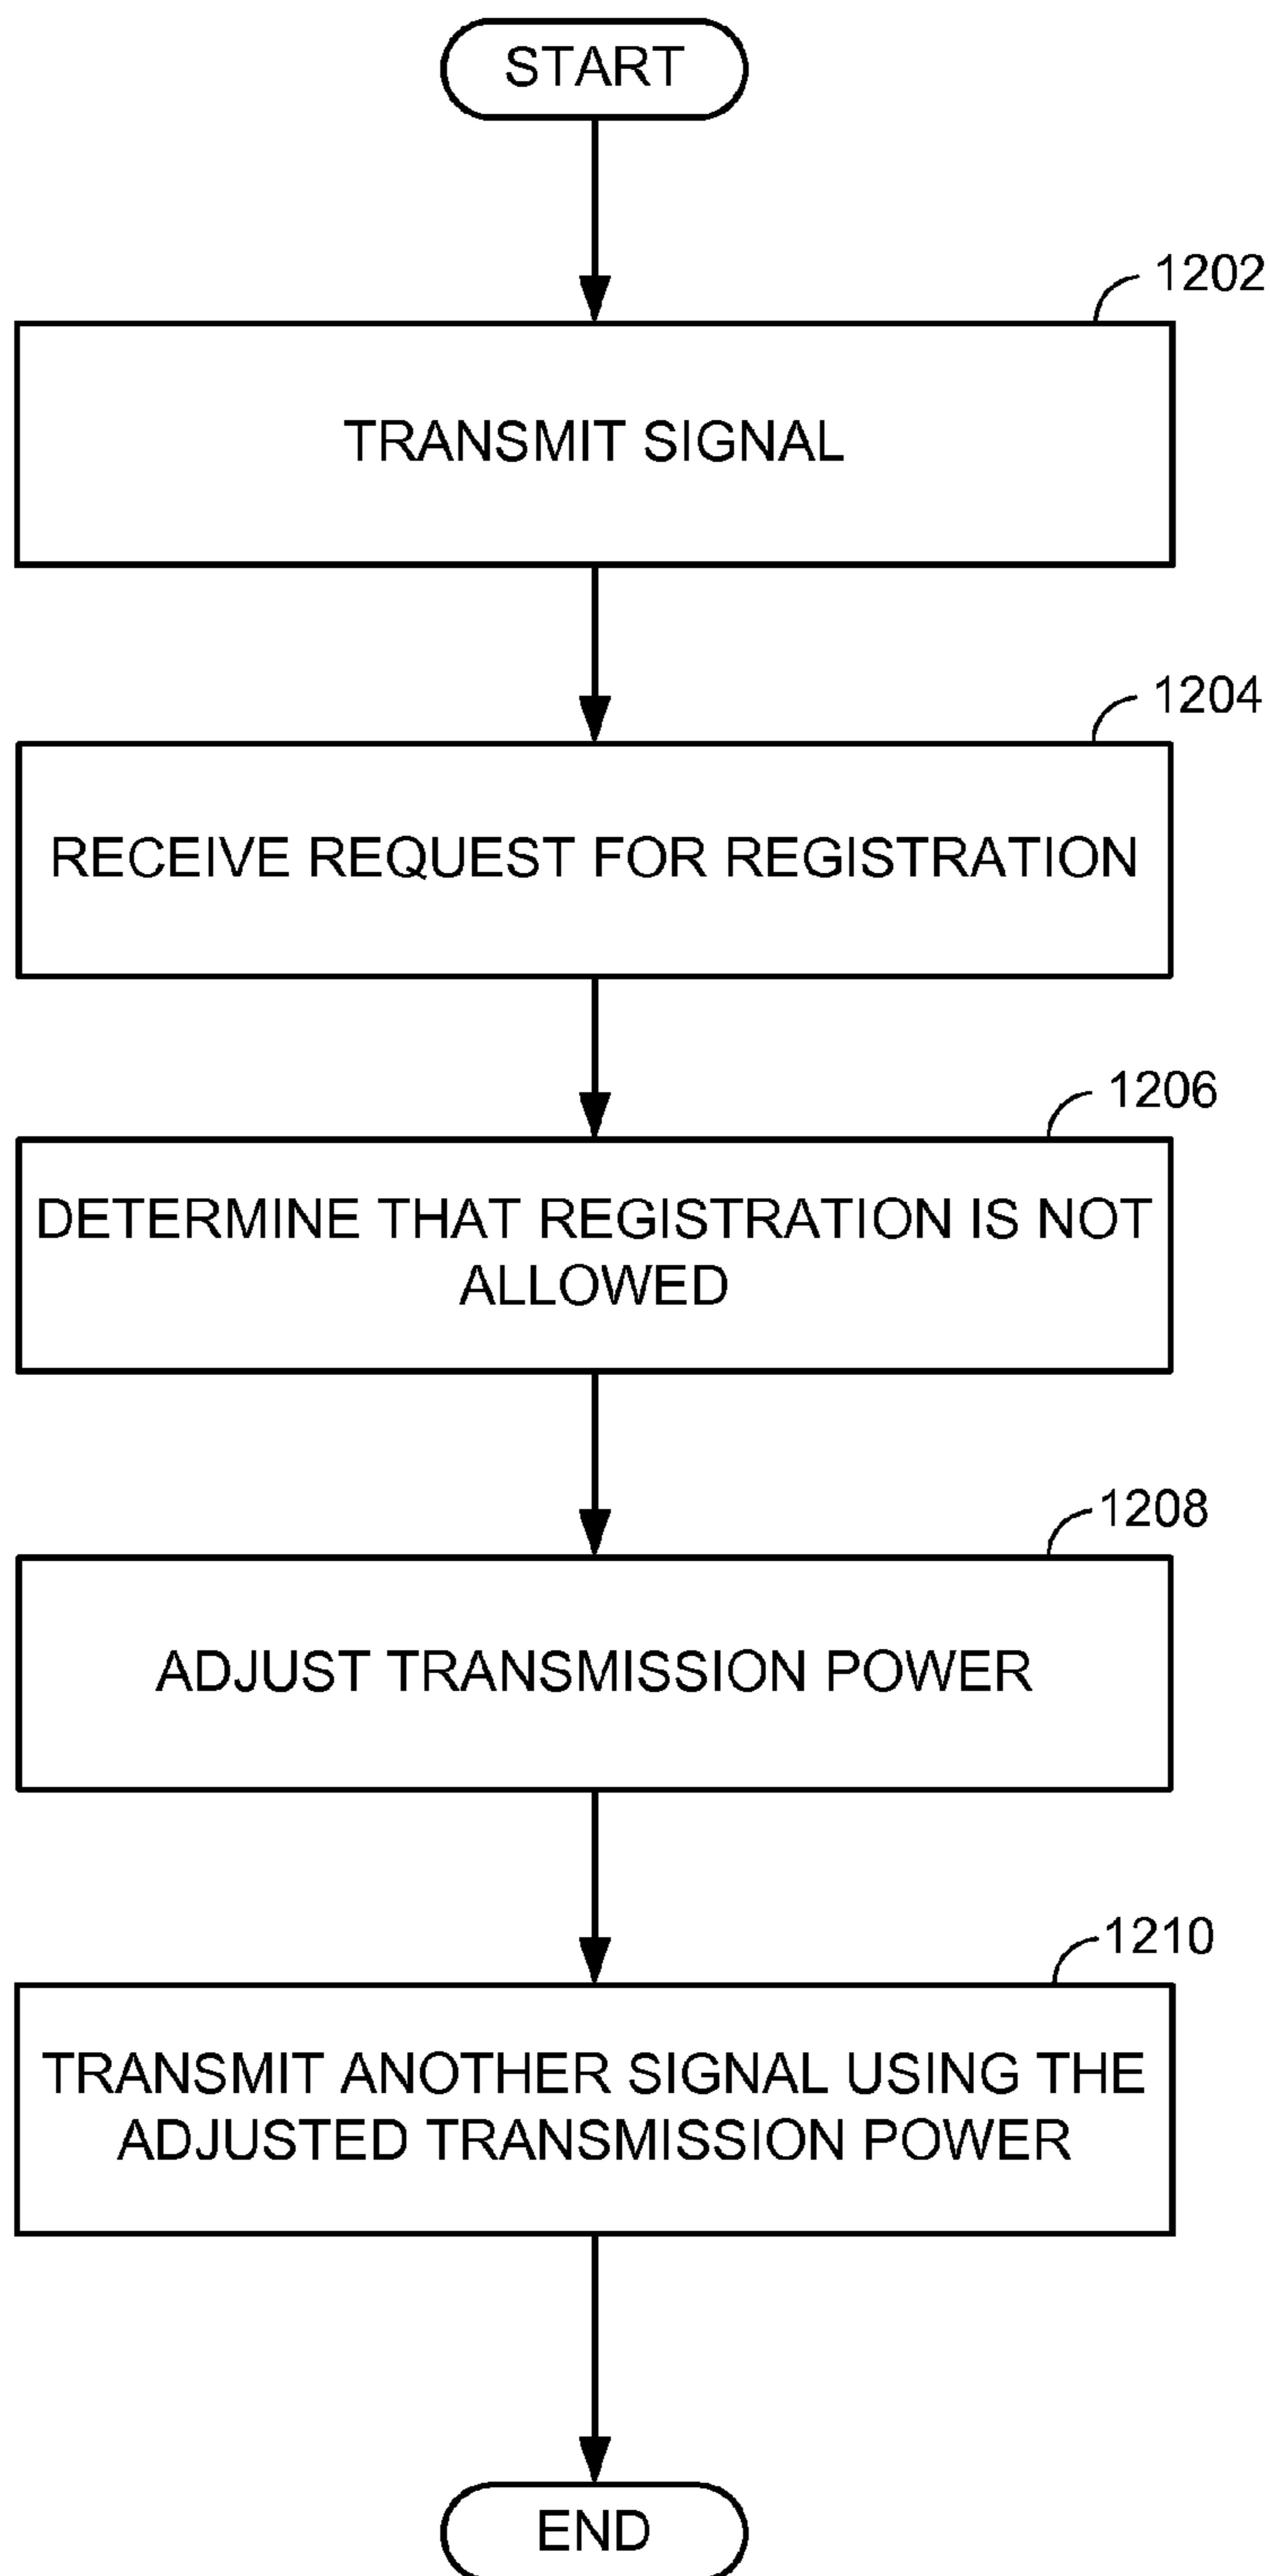 START
1202
TRANSMIT SIGNAL
1204
RECEIVE REQUEST FOR REGISTRATION
1206
DETERMINE THAT REGISTRATION IS NOT
ALLOWED
1208
ADJUST TRANSMISSION POWER
1210
TRANSMIT ANOTHER SIGNAL USING THE
ADJUSTED TRANSMISSION POWER
END